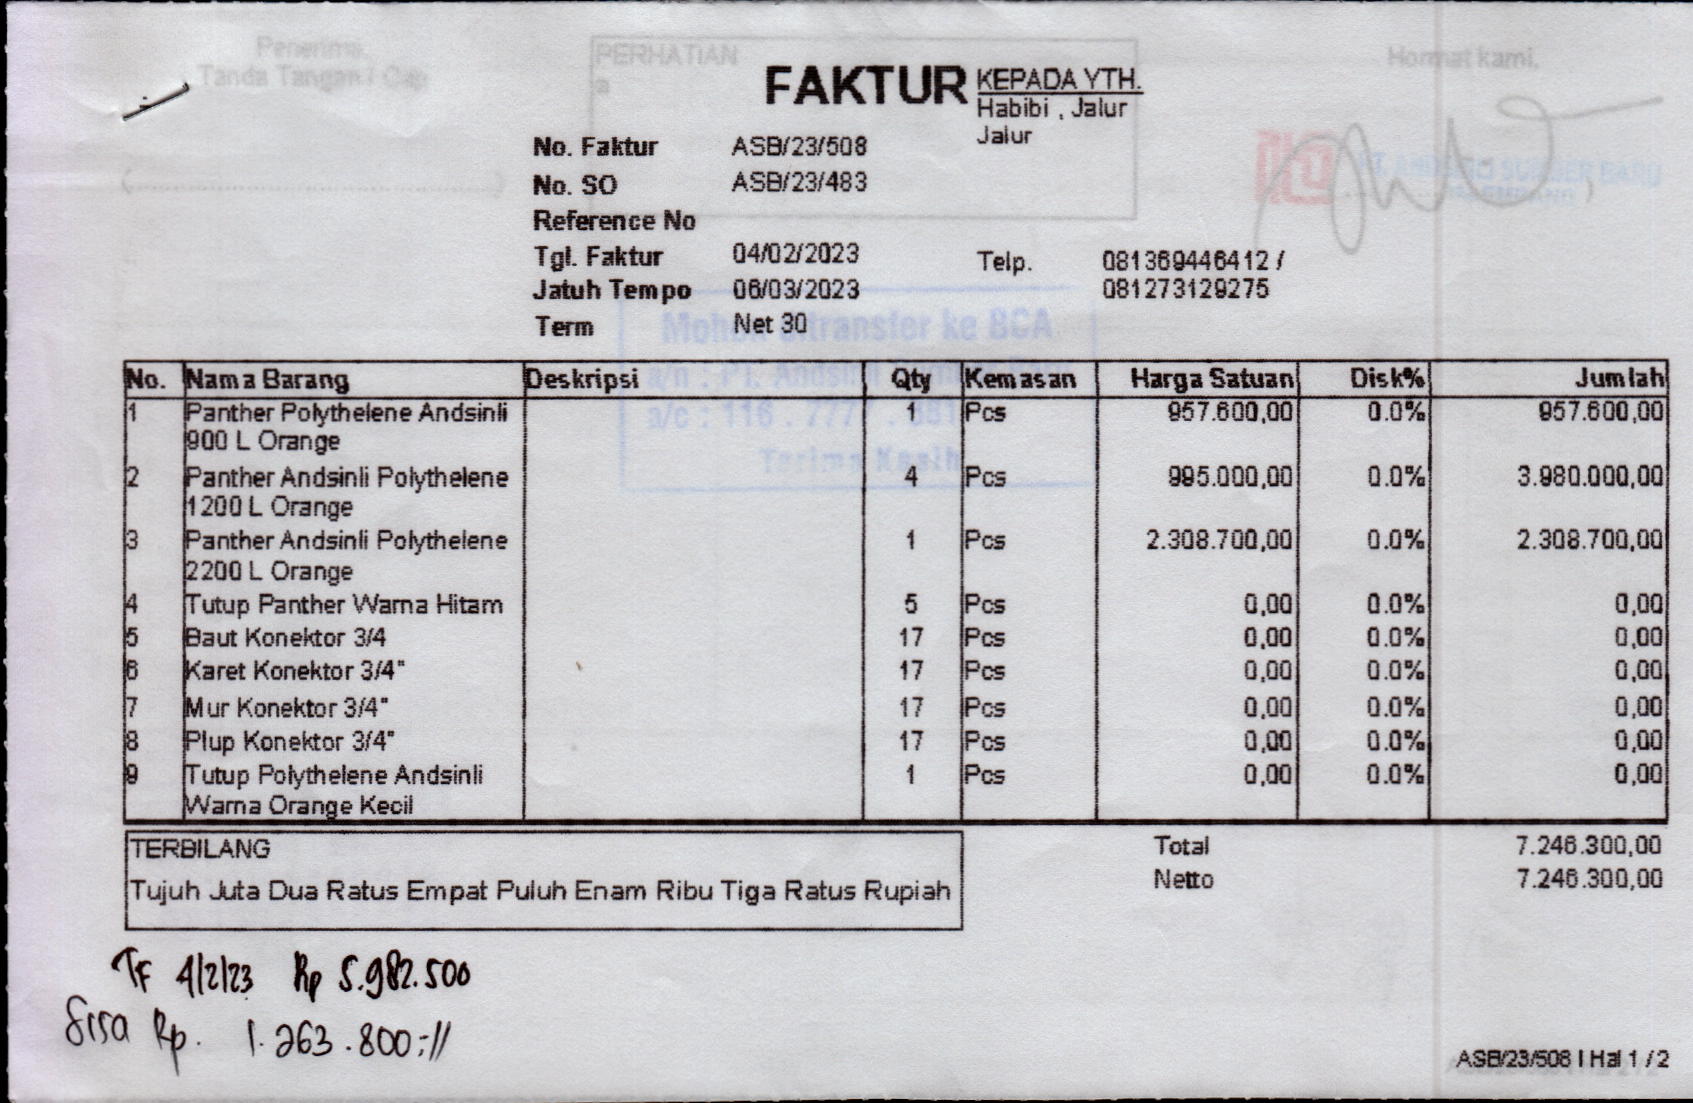 Penerima,
Tanda Tangan / Cap
PERHATIAN
a
Hormat kami,
FAKTUR
KEPADA YTH.
Habibi , Jalur
Jalur
No. Faktur ASB/23/508
No. SO ASB/23/483
Reference No
Tgl. Faktur 04/02/2023
Telp. 081369446412 /
081273129275
Jatuh Tempo 06/03/2023
Term Net 30
ke BCA
a/n : PT.
a/c : 116 . 7777 .
Terima Kasih
No. Nama Barang Deskripsi Qty Kemasan Harga Satuan Disk% Jumlah
1 Panther Polythelene Andsinli 1 Pcs 957.600,00 0.0% 957.600,00
900 L Orange
2 Panther Andsinli Polythelene 4 Pcs 995.000,00 0.0% 3.980.000,00
1200 L Orange
3 Panther Andsinli Polythelene 1 Pcs 2.308.700,00 0.0% 2.308.700,00
2200 L Orange
4 Tutup Panther Warna Hitam 5 Pcs 0,00 0.0% 0,00
5 Baut Konektor 3/4 17 Pcs 0,00 0.0% 0,00
6 Karet Konektor 3/4" 17 Pcs 0,00 0.0% 0,00
7 Mur Konektor 3/4" 17 Pcs 0,00 0.0% 0,00
8 Plup Konektor 3/4" 17 Pcs 0,00 0.0% 0,00
9 Tutup Polythelene Andsinli 1 Pcs 0,00 0.0% 0,00
Warna Orange Kecil
TERBILANG
Tujuh Juta Dua Ratus Empat Puluh Enam Ribu Tiga Ratus Rupiah
Total 7.246.300,00
Netto 7.246.300,00
TF 4/2/23 Rp 5.982.500
Sisa Rp. 1.263.800:-//
ASB/23/508 | Hal 1 / 2